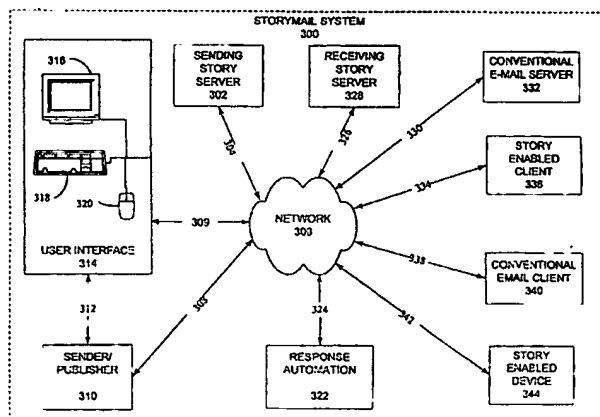 STORYMAIL SYSTEM
300
316
318
320
USER INTERFACE
314
SENDING
STORY
SERVER
302
RECEIVING
STORY
SERVER
328
CONVENTIONAL
E-MAIL SERVER
332
304
326
330
STORY
ENABLED
CLIENT
336
334
309
NETWORK
303
338
CONVENTIONAL
EMAIL CLIENT
340
312
303
324
342
SENDER/
PUBLISHER
310
RESPONSE
AUTOMATION
322
STORY
ENABLED
DEVICE
344